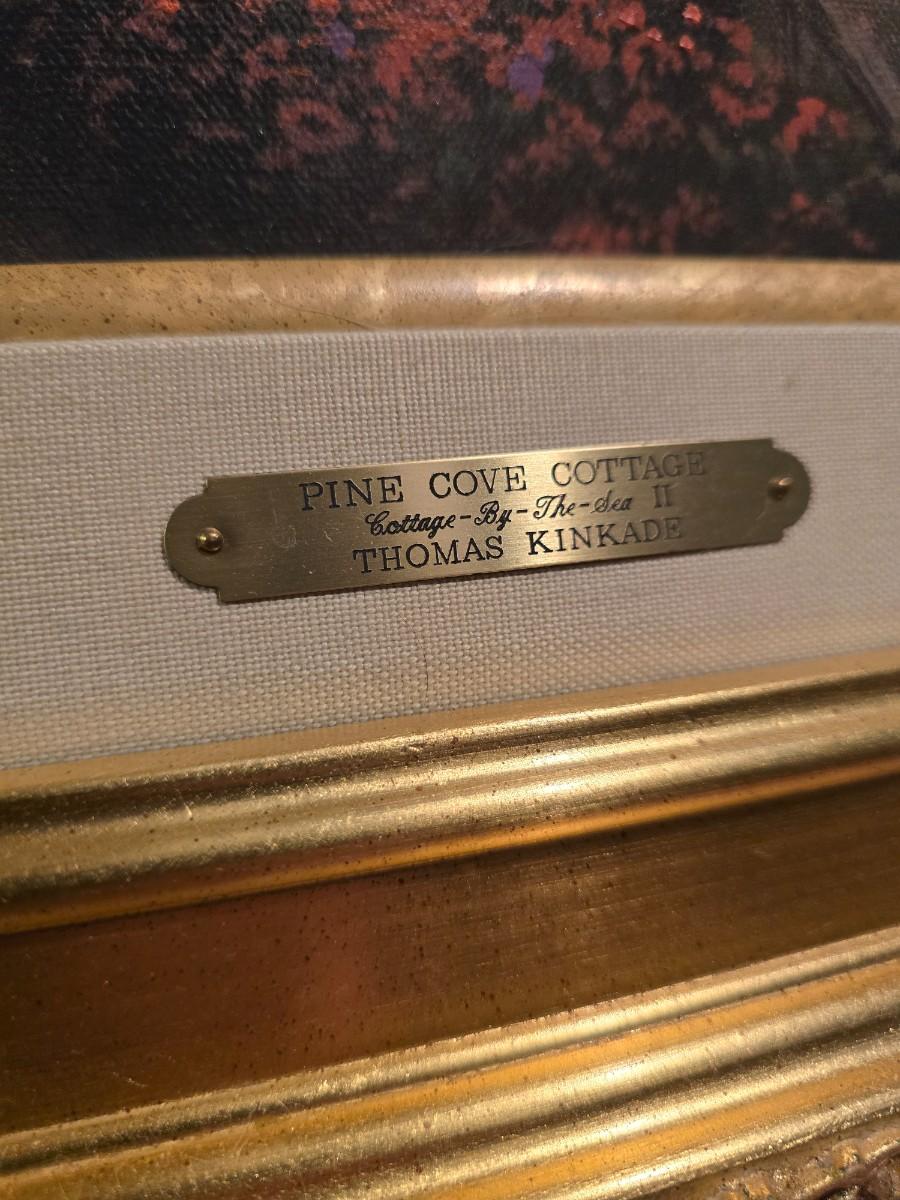 PINE COVE COTTAGE
Cottage-By-The-Sea II
THOMAS KINKADE